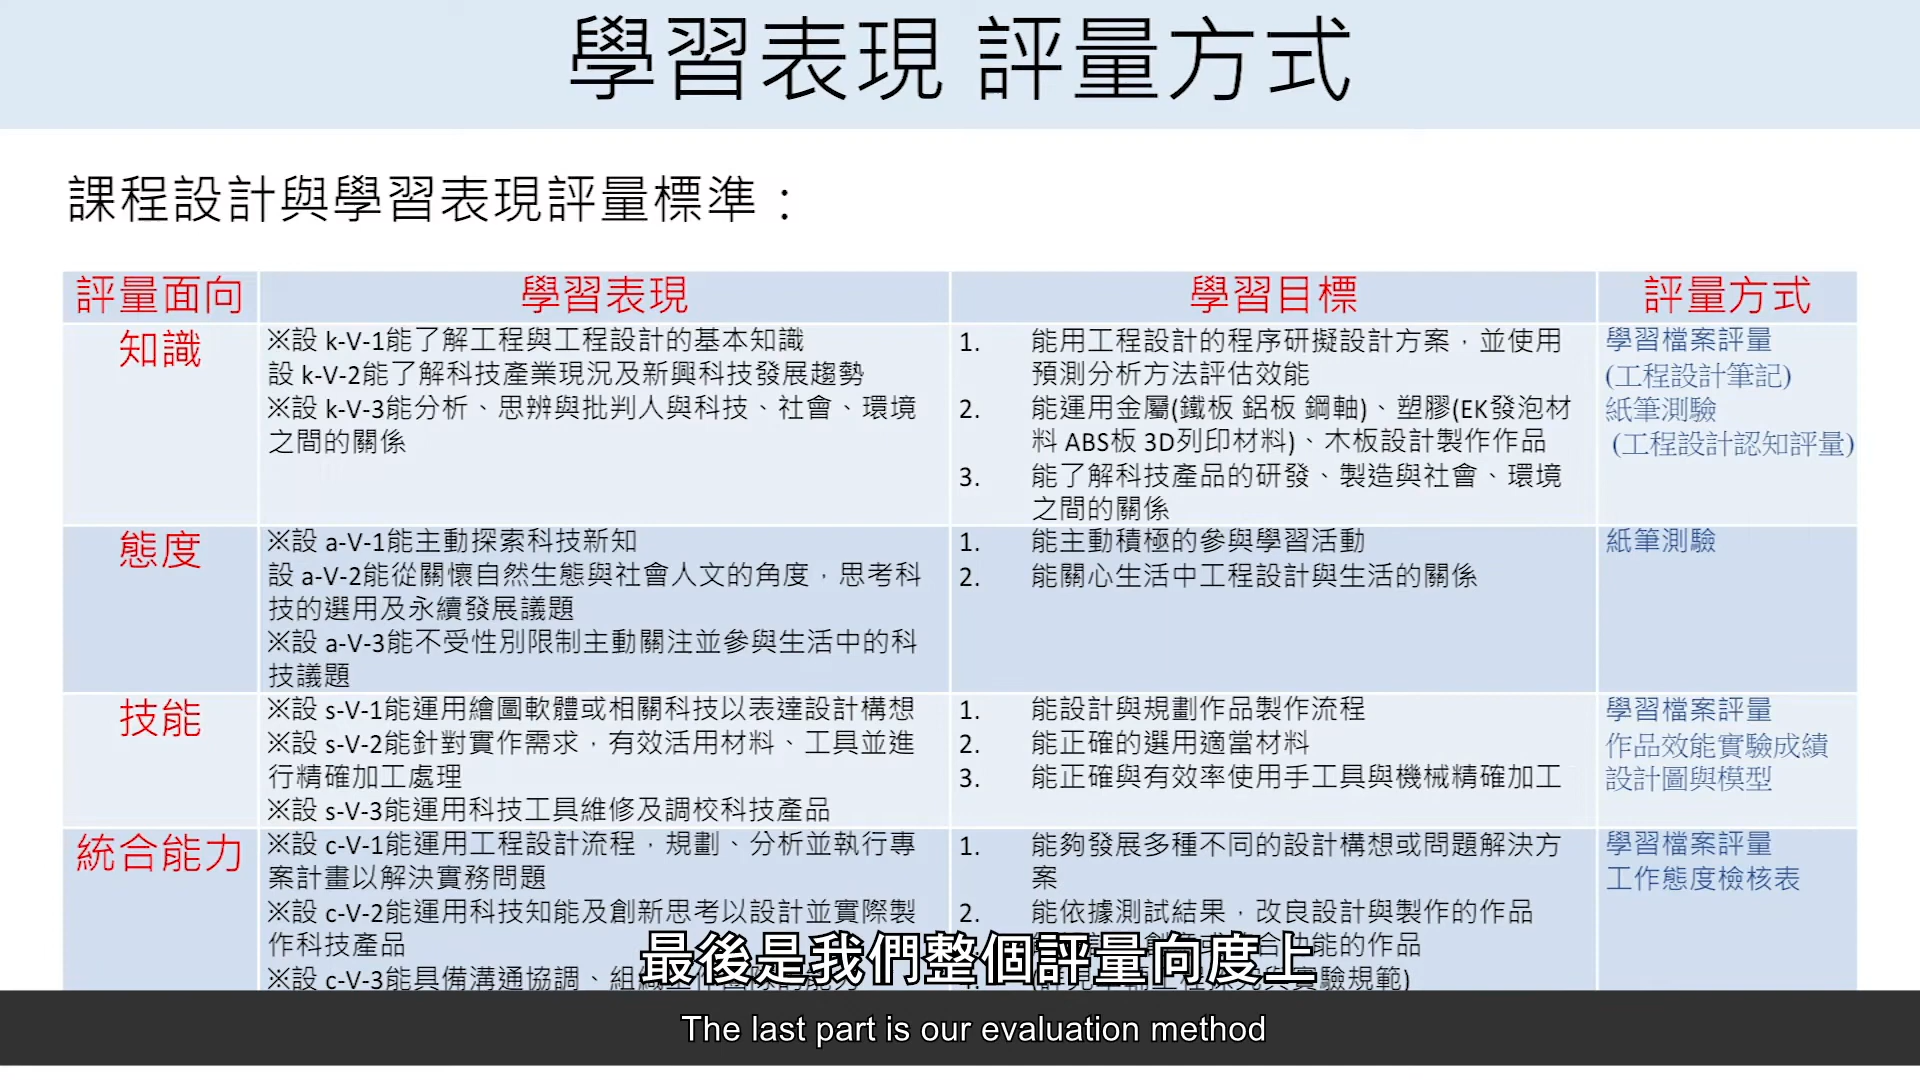 學習表現 評量方式
課程設計與學習表現評量標準：
評量面向
學習表現
學習目標
評量方式
知識
※設 k-V-1能了解工程與工程設計的基本知識
設 k-V-2能了解科技產業現況及新興科技發展趨勢
※設 k-V-3能分析、思辨與批判人與科技、社會、環境
之間的關係
1. 能用工程設計的程序研擬設計方案，並使用
預測分析方法評估效能
2. 能運用金屬(鐵板 鋁板 鋼軸)、塑膠(EK發泡材
料 ABS板 3D列印材料)、木板設計製作作品
3. 能了解科技產品的研發、製造與社會、環境
之間的關係
學習檔案評量
(工程設計筆記)
紙筆測驗
(工程設計認知評量)
態度
※設 a-V-1能主動探索科技新知
設 a-V-2能從關懷自然生態與社會人文的角度，思考科
技的選用及永續發展議題
※設 a-V-3能不受性別限制主動關注並參與生活中的科
技議題
1. 能主動積極的參與學習活動
2. 能關心生活中工程設計與生活的關係
紙筆測驗
技能
※設 s-V-1能運用繪圖軟體或相關科技以表達設計構想
※設 s-V-2能針對實作需求，有效活用材料、工具並進
行精確加工處理
※設 s-V-3能運用科技工具維修及調校科技產品
1. 能設計與規劃作品製作流程
2. 能正確的選用適當材料
3. 能正確與有效率使用手工具與機械精確加工
學習檔案評量
作品效能實驗成績
設計圖與模型
統合能力
※設 c-V-1能運用工程設計流程，規劃、分析並執行專
案計畫以解決實務問題
※設 c-V-2能運用科技知能及創新思考以設計並實際製
作科技產品
※設 c-V-3能具備溝通協調、組織
1. 能夠發展多種不同的設計構想或問題解決方
案
2. 能依據測試結果，改良設計與製作的作品
功能的作品
實驗規範)
學習檔案評量
工作態度檢核表
最後是我們整個評量向度上
The last part is our evaluation method